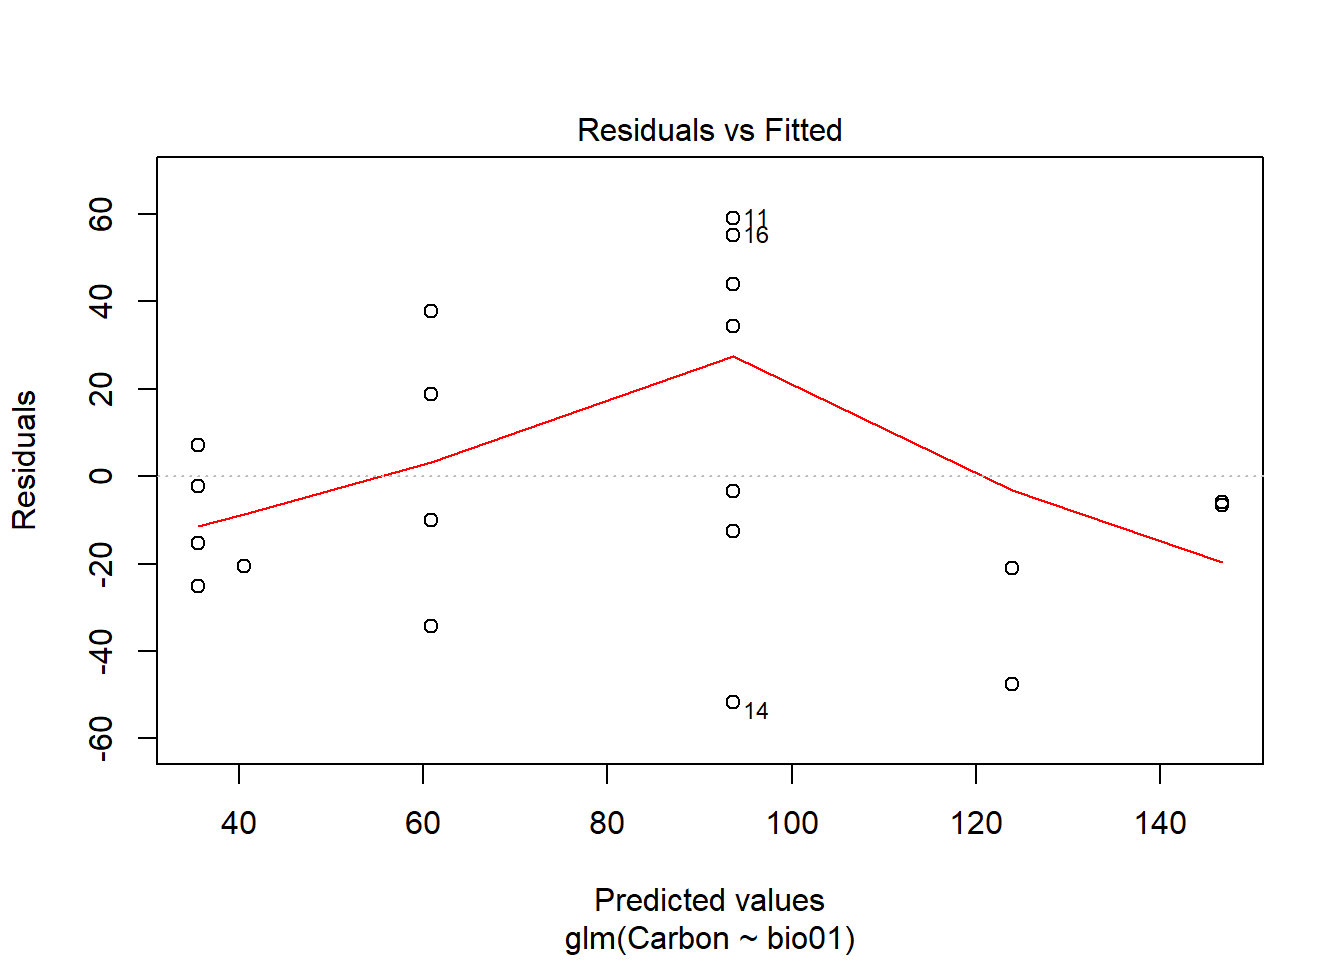 Residuals vs Fitted
Residuals
60
40
20
0
-20
-40
-60
11
16
14
40 60 80 100 120 140
Predicted values
glm(Carbon ~ bio01)